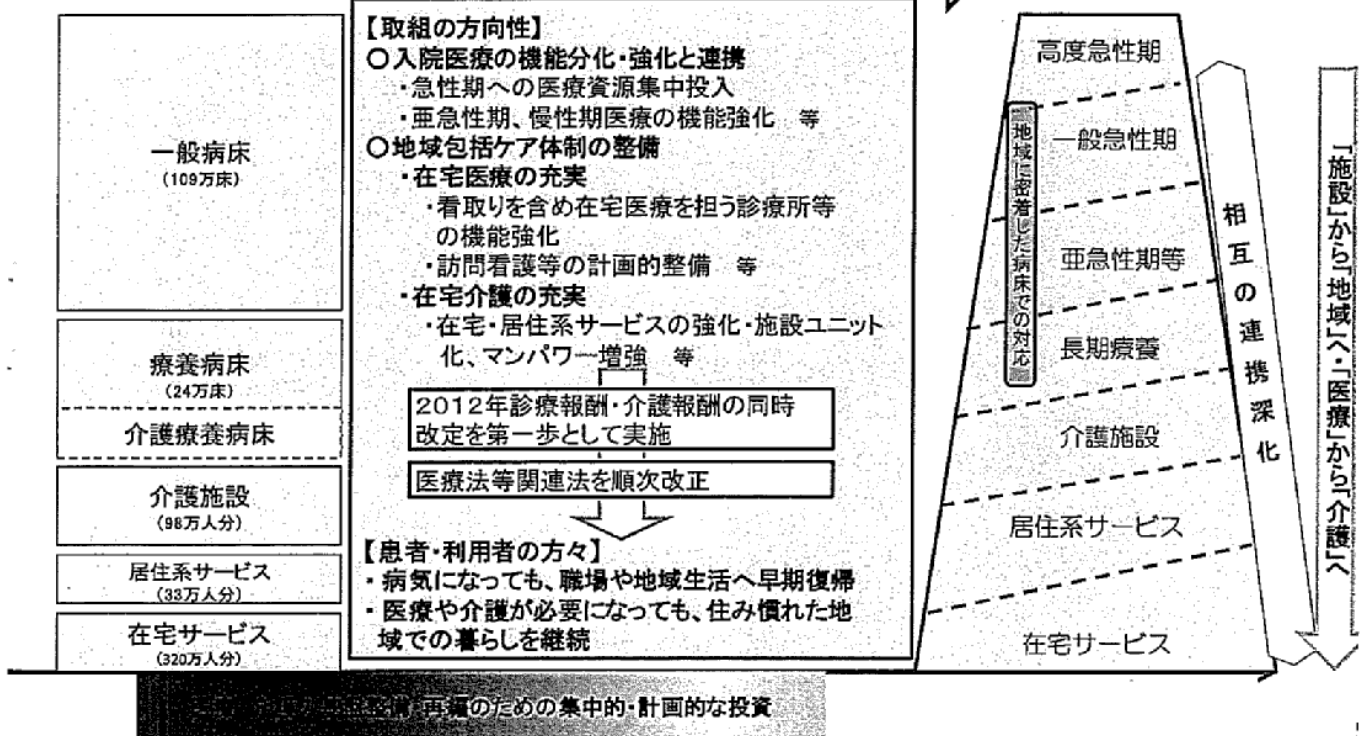 一般病床
(109万床)
療養病床
(24万床)
介護療養病床
介護施設
(98万人分)
居住系サービス
(33万人分)
在宅サービス
(320万人分)
【取組の方向性】
○入院医療の機能分化・強化と連携
・急性期への医療資源集中投入
・亜急性期、慢性期医療の機能強化 等
○地域包括ケア体制の整備
・在宅医療の充実
・看取りを含め在宅医療を担う診療所等
の機能強化
・訪問看護等の計画的整備 等
・在宅介護の充実
・在宅・居住系サービスの強化・施設ユニット
化、マンパワー増強 等
2012年診療報酬・介護報酬の同時
改定を第一歩として実施
医療法等関連法を順次改正
【患者・利用者の方々】
・病気になっても、職場や地域生活へ早期復帰
・医療や介護が必要になっても、住み慣れた地
域での暮らしを継続
高度急性期
一般急性期
亜急性期等
長期療養
介護施設
居住系サービス
在宅サービス
地域に密着した病床での対応
相互の連携深化
「施設」から「地域」へ・「医療」から「介護」へ
再編のための集中的・計画的な投資